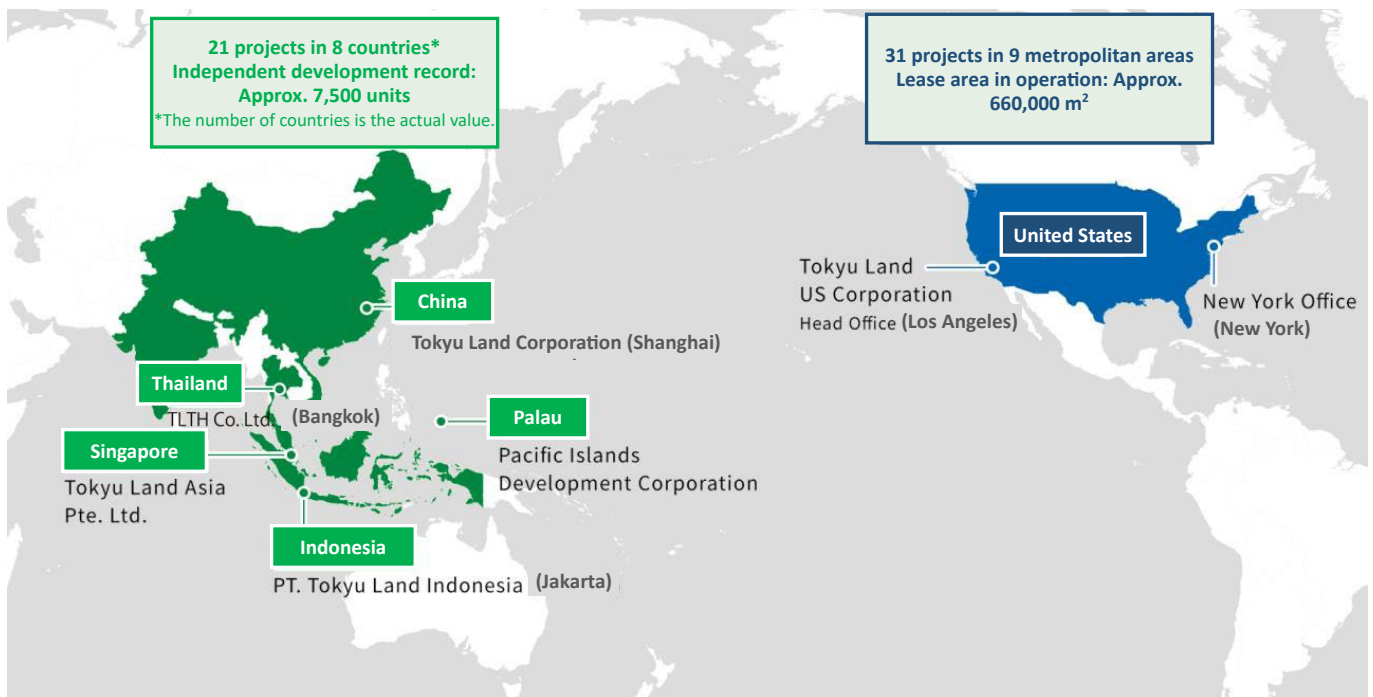 21 projects in 8 countries*
Independent development record:
Approx. 7,500 units
*The number of countries is the actual value.
31 projects in 9 metropolitan areas
Lease area in operation: Approx.
660,000 m²
United States
Tokyu Land
US Corporation
Head Office (Los Angeles)
New York Office
(New York)
China
Tokyu Land Corporation (Shanghai)
Thailand
TLTH Co. Ltd. (Bangkok)
Palau
Pacific Islands
Development Corporation
Singapore
Tokyu Land Asia
Pte. Ltd.
Indonesia
PT. Tokyu Land Indonesia (Jakarta)